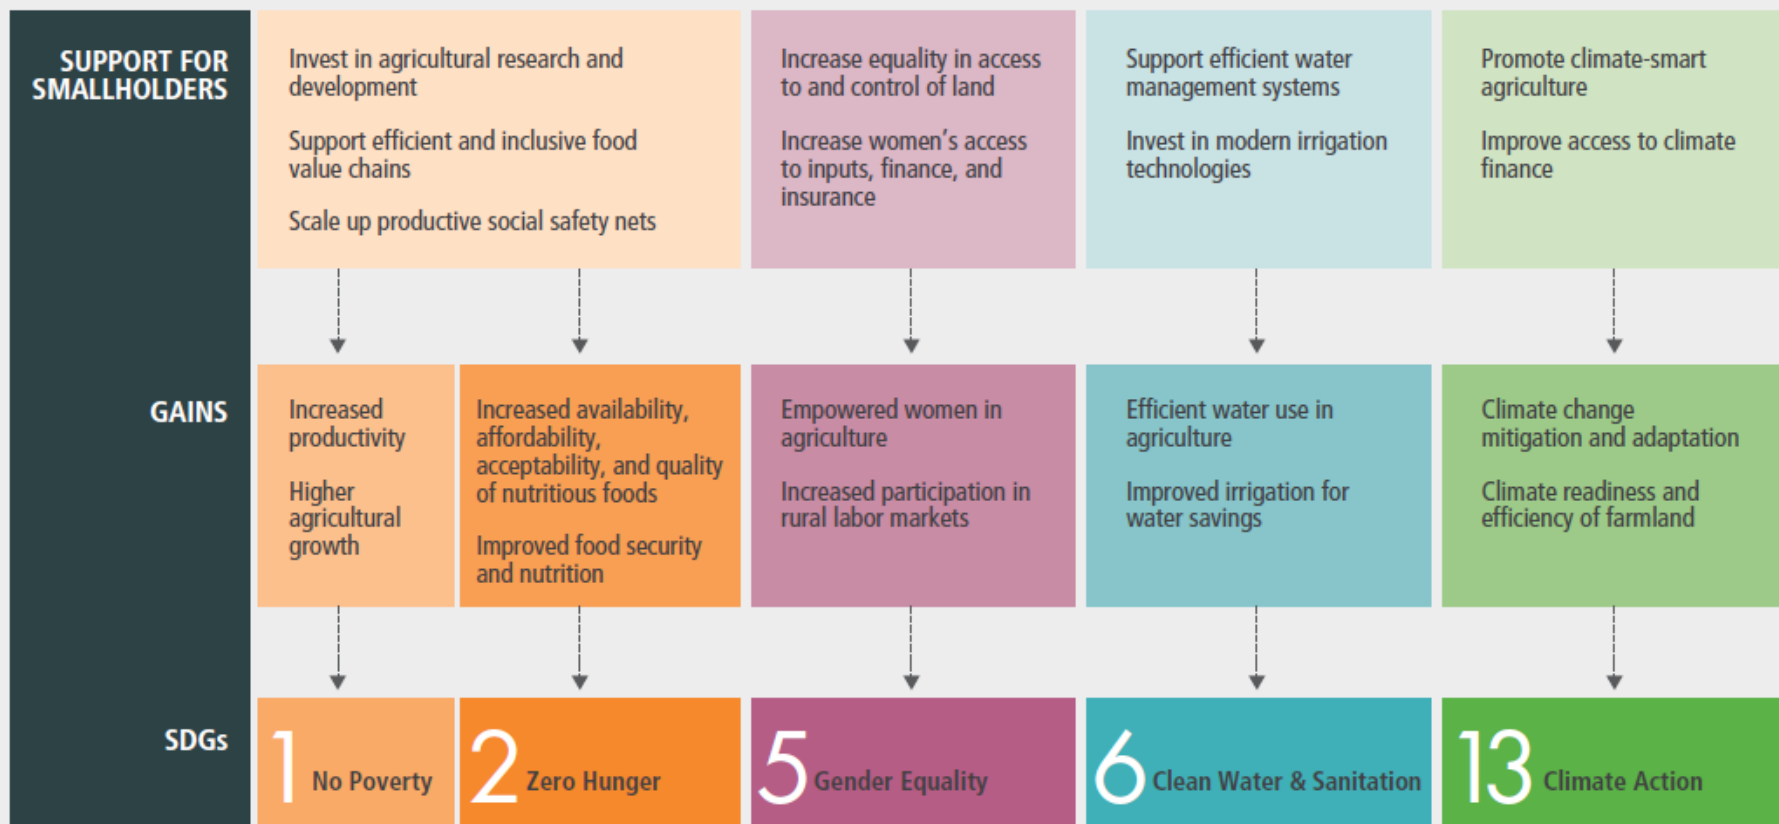 SUPPORT FOR
SMALLHOLDERS
Invest in agricultural research and
development
Support efficient and inclusive food
value chains
Scale up productive social safety nets
Increase equality in access
to and control of land
Increase women’s access
to inputs, finance, and
insurance
Support efficient water
management systems
Invest in modern irrigation
technologies
Promote climate-smart
agriculture
Improve access to climate
finance
GAINS
Increased
productivity
Higher
agricultural
growth
Increased availability,
affordability,
acceptability, and quality
of nutritious foods
Improved food security
and nutrition
Empowered women in
agriculture
Increased participation in
rural labor markets
Efficient water use in
agriculture
Improved irrigation for
water savings
Climate change
mitigation and adaptation
Climate readiness and
efficiency of farmland
SDGs
1 No Poverty
2 Zero Hunger
5 Gender Equality
6 Clean Water & Sanitation
13 Climate Action